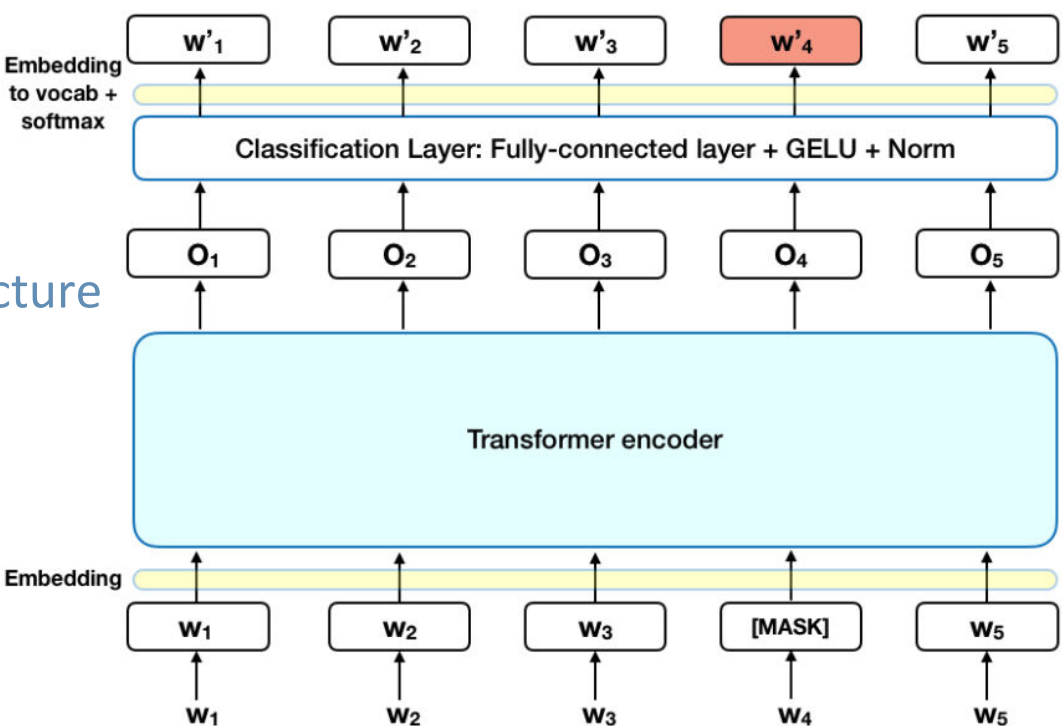 w'₁ w'₂ w'₃ w'₄ w'₅
Embedding
to vocab +
softmax
Classification Layer: Fully-connected layer + GELU + Norm
O₁ O₂ O₃ O₄ O₅
cture
Transformer encoder
Embedding
w₁ w₂ w₃ [MASK] w₅
w₁ w₂ w₃ w₄ w₅